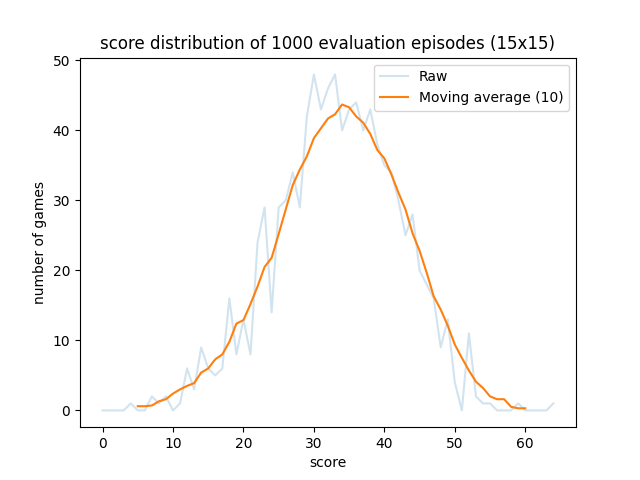 score distribution of 1000 evaluation episodes (15x15)
Raw
Moving average (10)
50
40
30
20
10
0
number of games
0 10 20 30 40 50 60
score